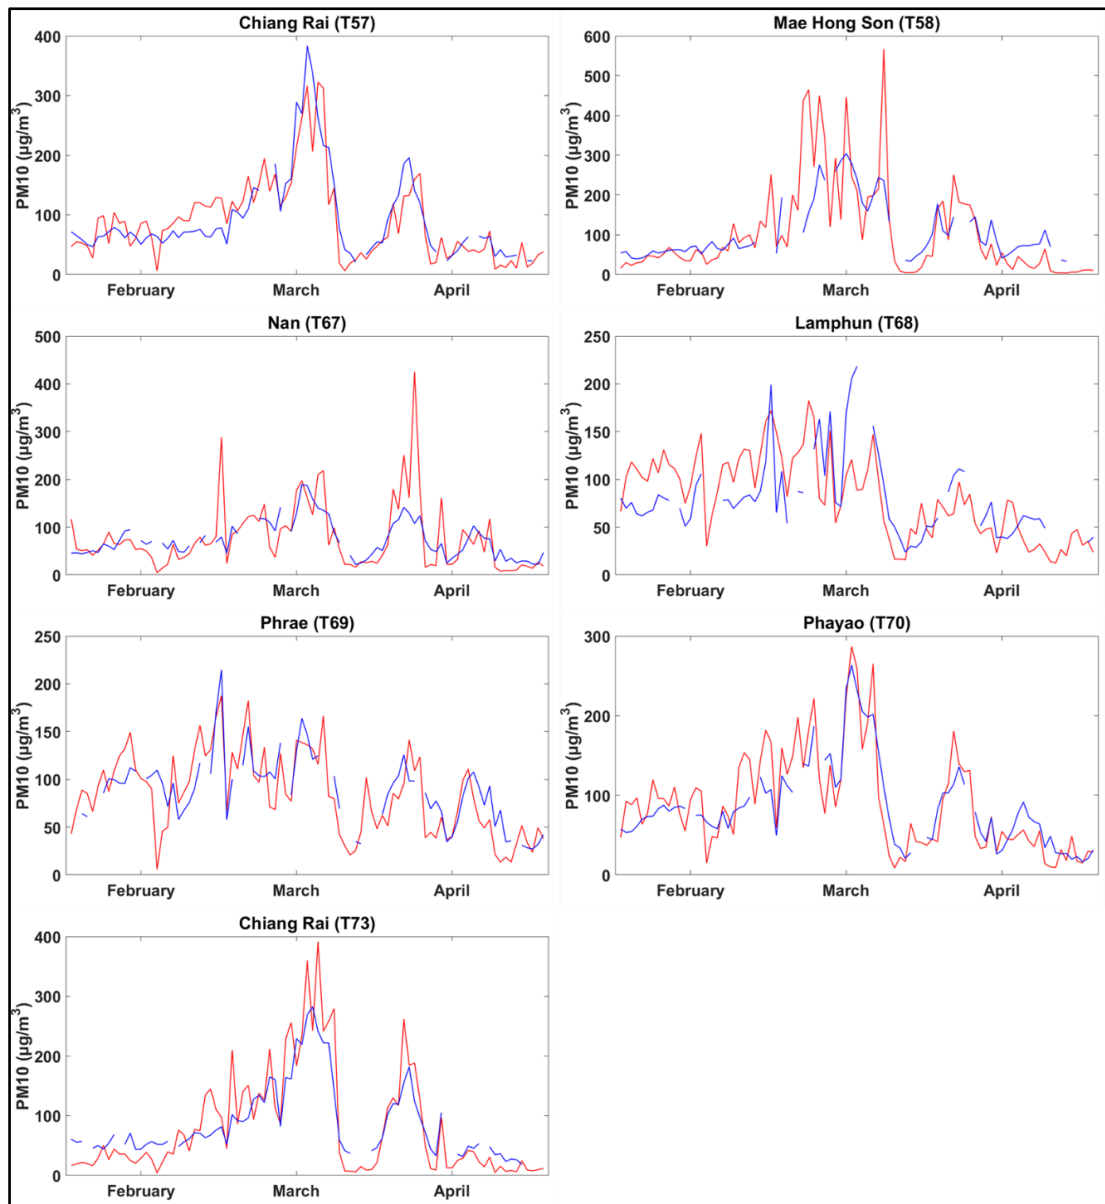 Chiang Rai (T57)
400
300
200
100
0
PM10 (µg/m³)
February March April
Mae Hong Son (T58)
600
500
400
300
200
100
0
PM10 (µg/m³)
February March April
Nan (T67)
500
400
300
200
100
0
PM10 (µg/m³)
February March April
Lamphun (T68)
250
200
150
100
50
0
PM10 (µg/m³)
February March April
Phrae (T69)
250
200
150
100
50
0
PM10 (µg/m³)
February March April
Phayao (T70)
300
200
100
0
PM10 (µg/m³)
February March April
Chiang Rai (T73)
400
300
200
100
0
PM10 (µg/m³)
February March April